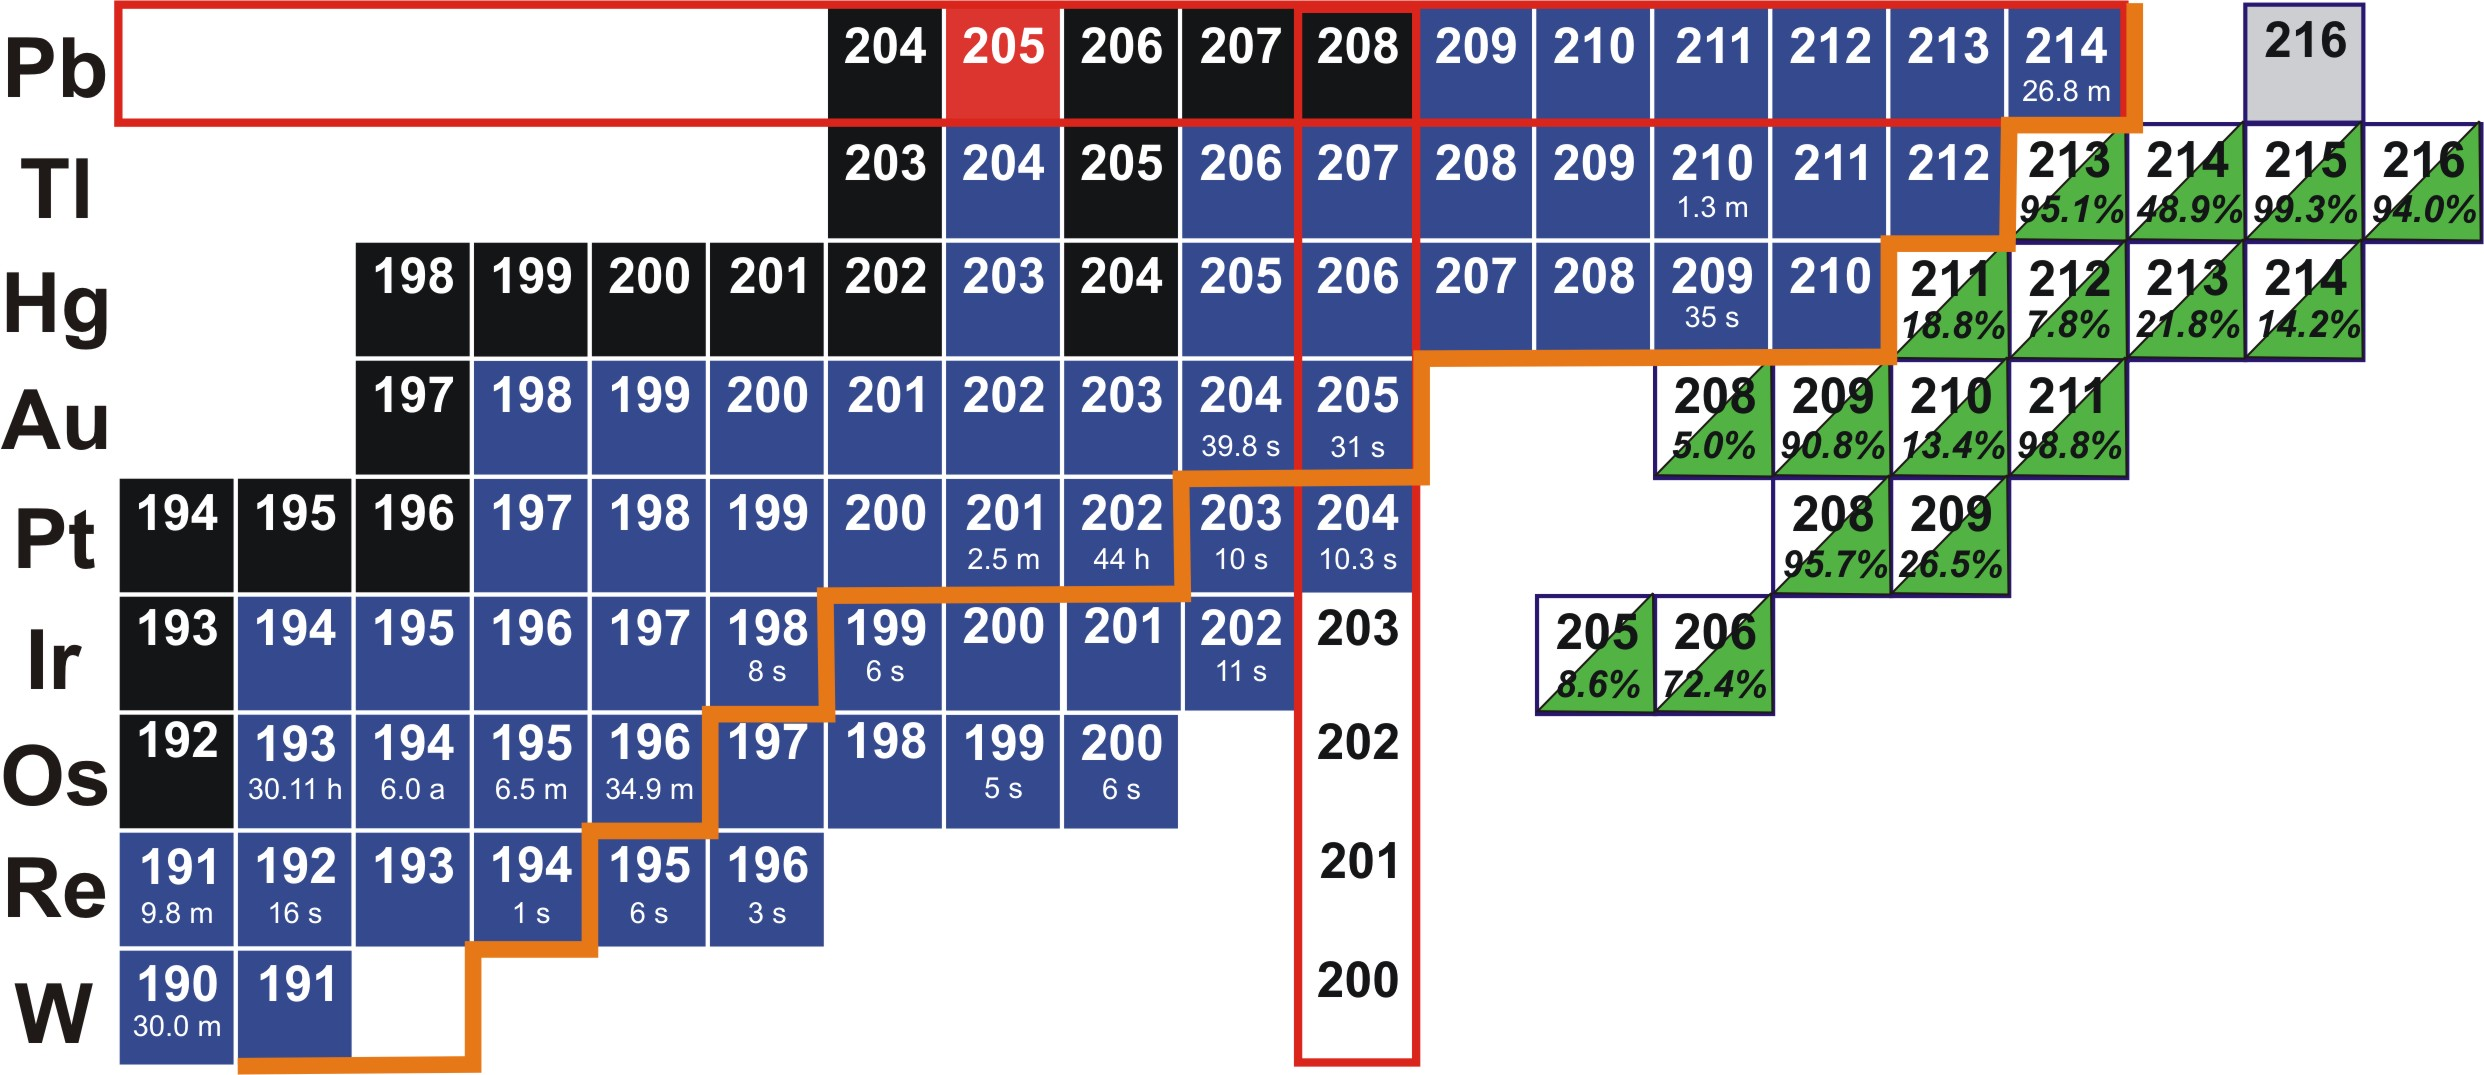 Pb 204 205 206 207 208 209 210 211 212 213 214 216
26.8 m
Tl 203 204 205 206 207 208 209 210 211 212 213 214 215 216
1.3 m 95.1% 48.9% 99.3% 94.0%
Hg 198 199 200 201 202 203 204 205 206 207 208 209 210 211 212 213 214
35 s 18.8% 7.8% 21.8% 14.2%
Au 197 198 199 200 201 202 203 204 205 208 209 210 211
39.8 s 31 s 5.0% 90.8% 13.4% 98.8%
Pt 194 195 196 197 198 199 200 201 202 203 204 208 209
2.5 m 44 h 10 s 10.3 s 95.7% 26.5%
Ir 193 194 195 196 197 198 199 200 201 202 203 205 206
8 s 6 s 11 s 8.6% 72.4%
Os 192 193 194 195 196 197 198 199 200 202
30.11 h 6.0 a 6.5 m 34.9 m 5 s 6 s
Re 191 192 193 194 195 196 201
9.8 m 16 s 1 s 6 s 3 s
W 190 191 200
30.0 m